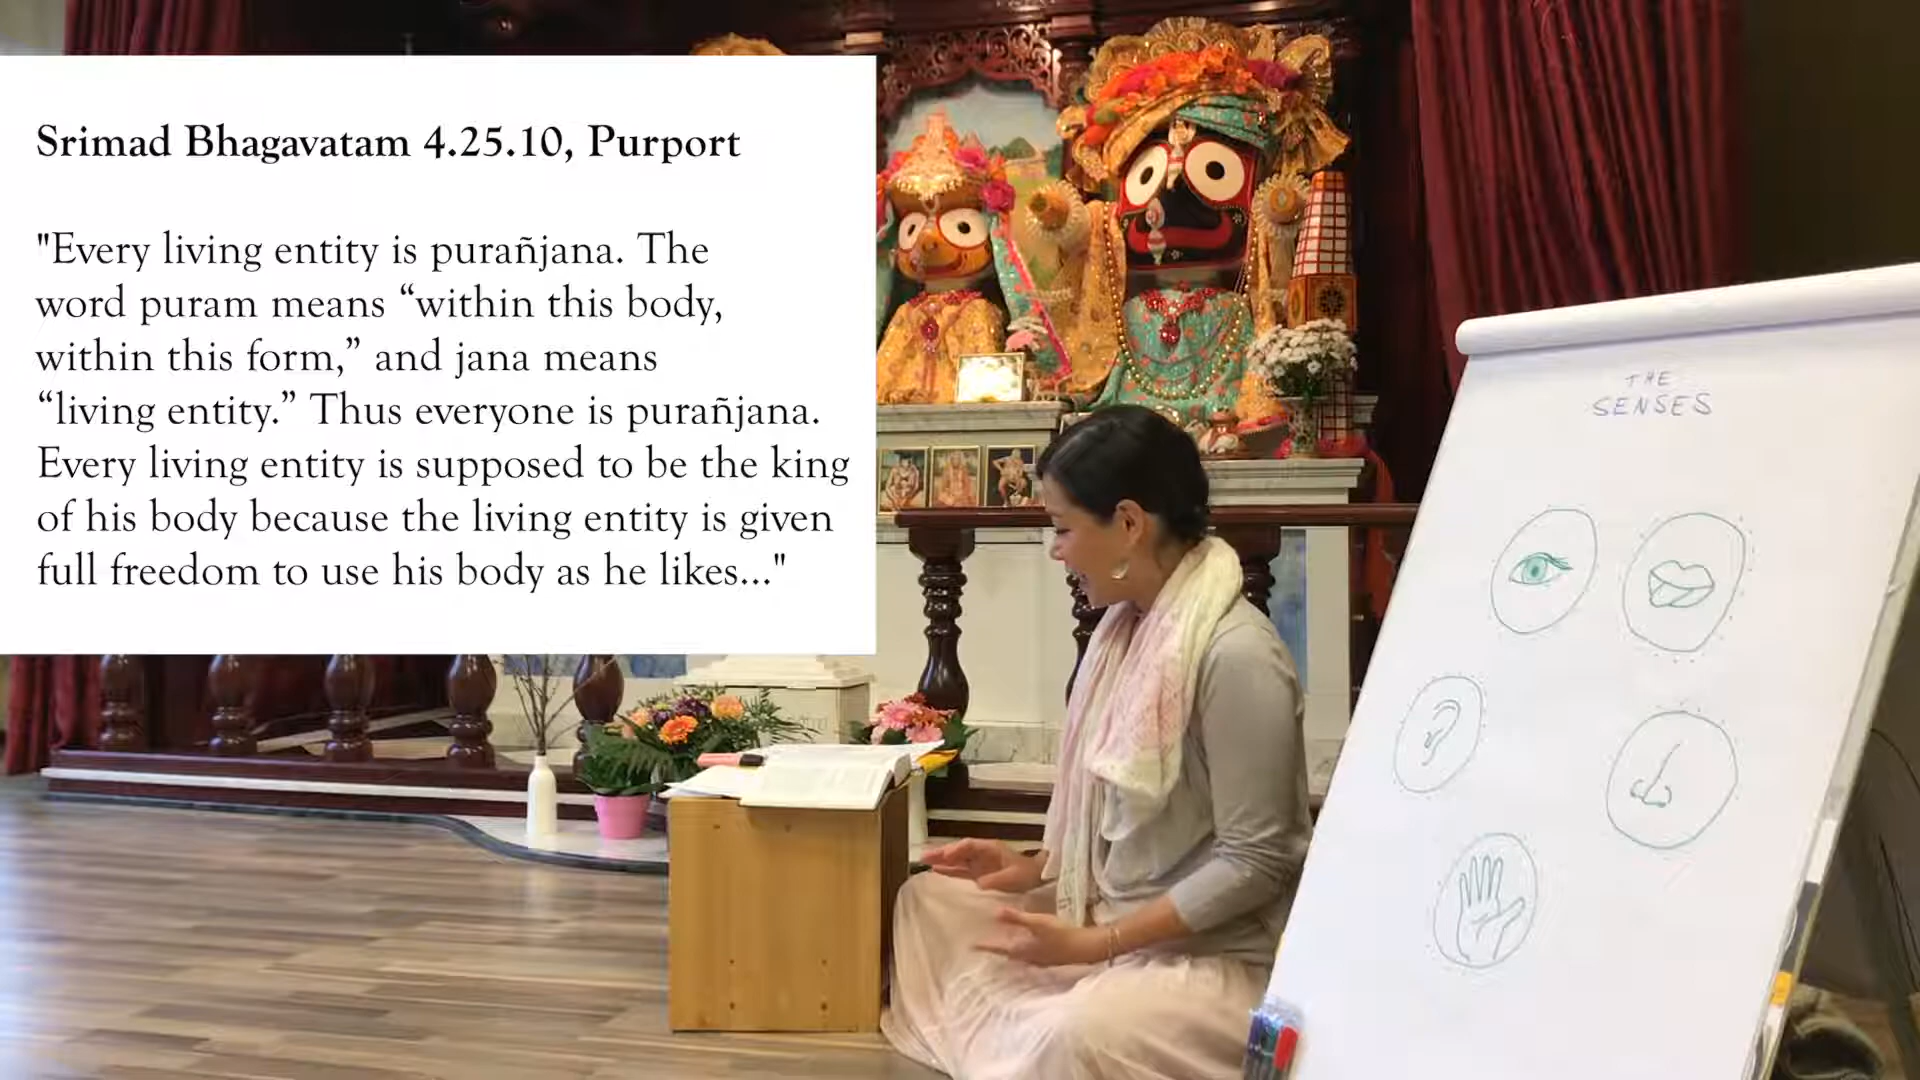 Srimad Bhagavatam 4.25.10, Purport
"Every living entity is purañjana. The
word puram means “within this body,
within this form,” and jana means
“living entity.” Thus everyone is purañjana.
Every living entity is supposed to be the king
of his body because the living entity is given
full freedom to use his body as he likes..."
THE
SENSES